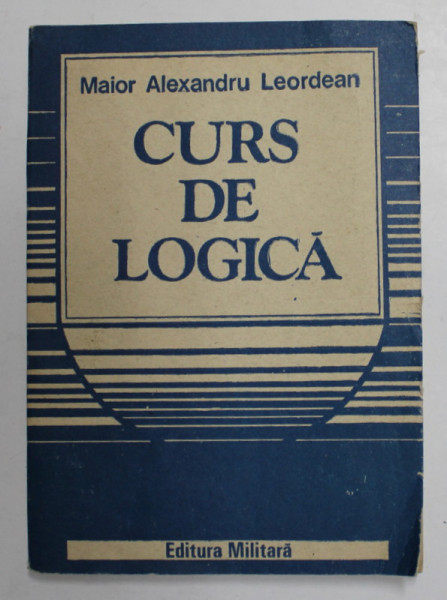 Maior Alexandru Leordean
CURS
DE
LOGICĂ
Editura Militară